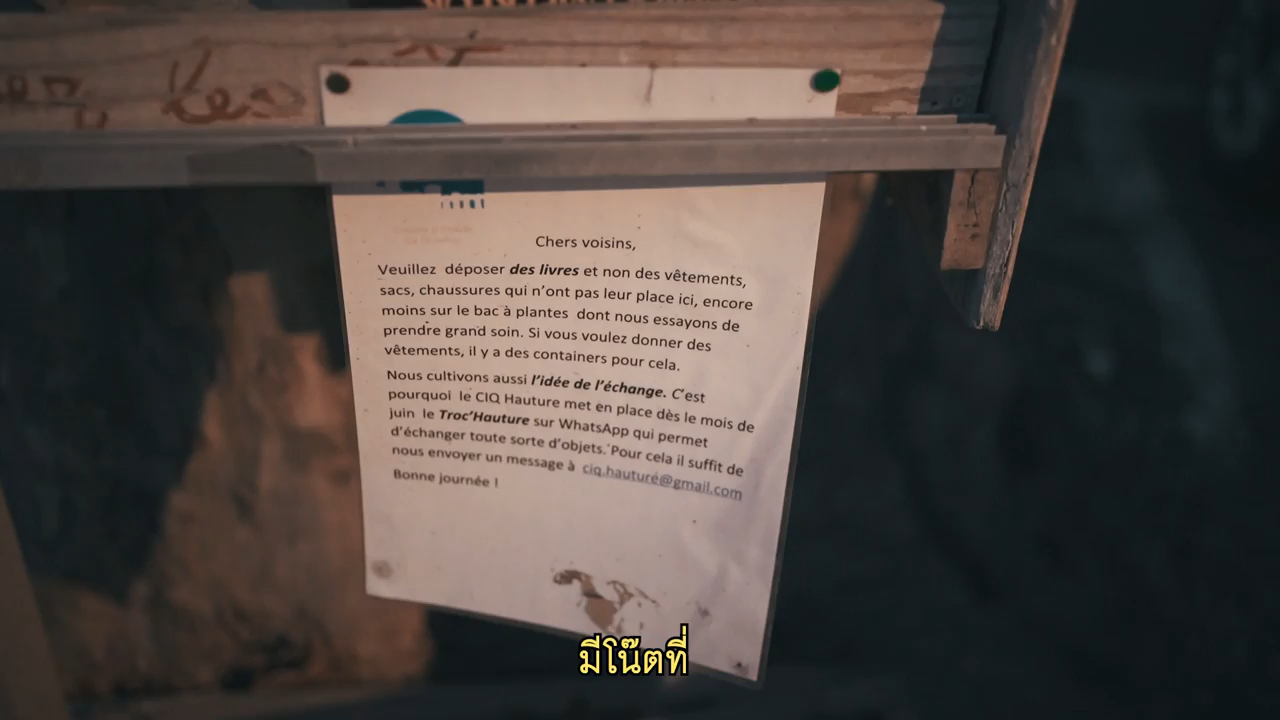 Chers voisins,
Veuillez déposer des livres et non des vêtements,
sacs, chaussures qui n'ont pas leur place ici, encore
moins sur le bac à plantes dont nous essayons de
prendre grand soin. Si vous voulez donner des
vêtements, il y a des containers pour cela.
Nous cultivons aussi l'idée de l'échange. C'est
pourquoi le CIQ Hauture met en place dès le mois de
juin le Troc'Hauture sur WhatsApp qui permet
d'échanger toute sorte d'objets. Pour cela il suffit de
nous envoyer un message à ciq.hauture@gmail.com
Bonne journée !
มีโน๊ตที่